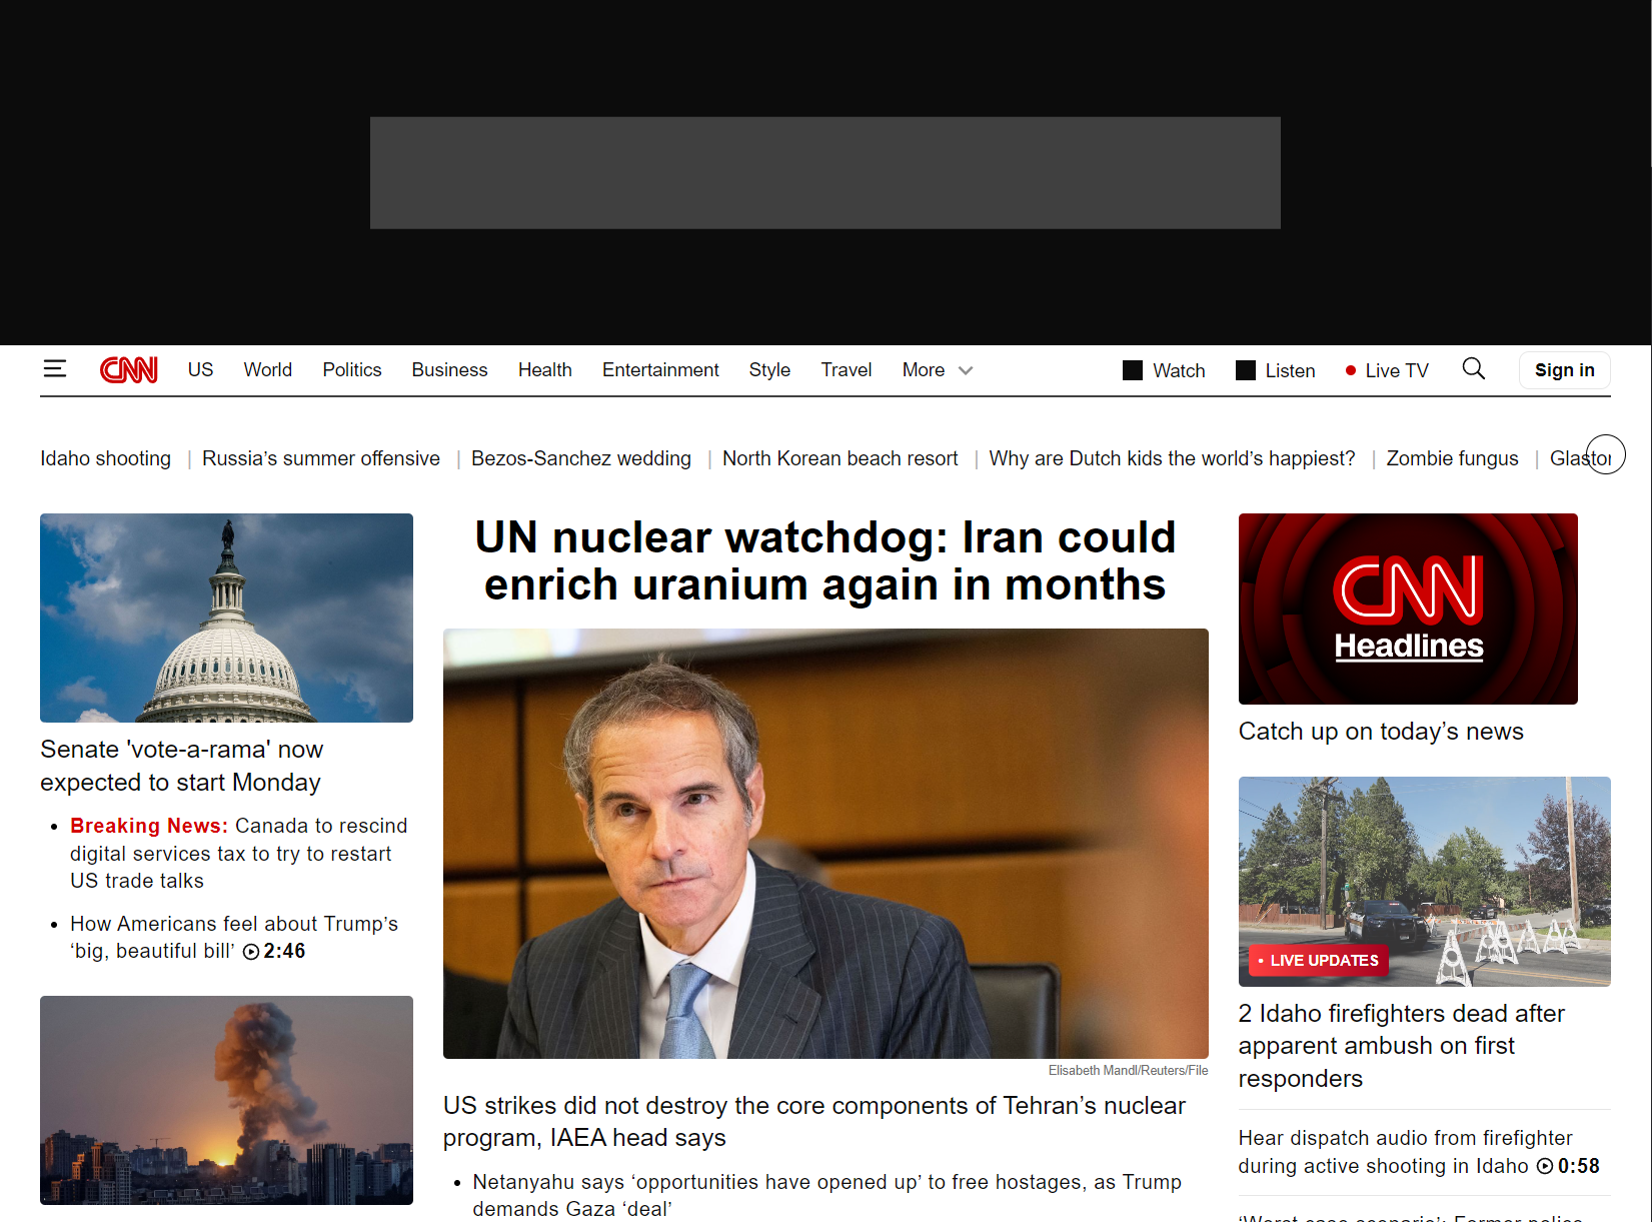 CNN
US World Politics Business Health Entertainment Style Travel More
Watch Listen Live TV Sign in
Idaho shooting | Russia’s summer offensive | Bezos-Sanchez wedding | North Korean beach resort | Why are Dutch kids the world’s happiest? | Zombie fungus |
Senate 'vote-a-rama' now
expected to start Monday
• Breaking News: Canada to rescind
digital services tax to try to restart
US trade talks
• How Americans feel about Trump’s
‘big, beautiful bill’ 2:46
UN nuclear watchdog: Iran could
enrich uranium again in months
Elisabeth Mandl/Reuters/File
US strikes did not destroy the core components of Tehran’s nuclear
program, IAEA head says
• Netanyahu says ‘opportunities have opened up’ to free hostages, as Trump
demands Gaza ‘deal’
CNN
Headlines
Catch up on today’s news
• LIVE UPDATES
2 Idaho firefighters dead after
apparent ambush on first
responders
Hear dispatch audio from firefighter
during active shooting in Idaho 0:58